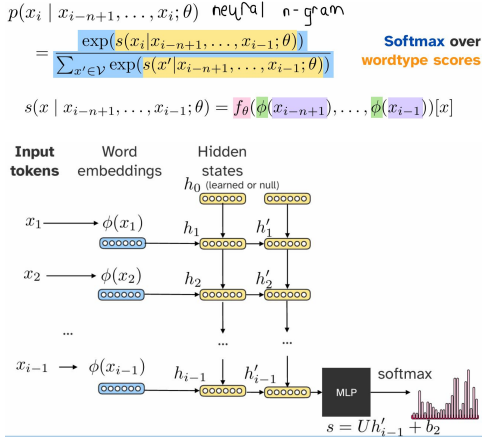 p(x_i | x_{i−n+1}, . . . , x_i; θ) neural n-gram
= exp(s(x_i|x_{i−n+1}, . . . , x_{i−1}; θ)) / ∑_{x′∈𝒱} exp(s(x′|x_{i−n+1}, . . . , x_{i−1}; θ))
Softmax over
wordtype scores
s(x | x_{i−n+1}, . . . , x_{i−1}; θ) = f_θ(ϕ(x_{i−n+1}), . . . , ϕ(x_{i−1}))[x]
Input tokens
Word embeddings
Hidden states
h_0 (learned or null)
x_1 ϕ(x_1) h_1 h′_1
x_2 ϕ(x_2) h_2 h′_2
... ... ...
x_{i−1} ϕ(x_{i−1}) h_{i−1} h′_{i−1} MLP softmax
s = Uh′_{i−1} + b_2